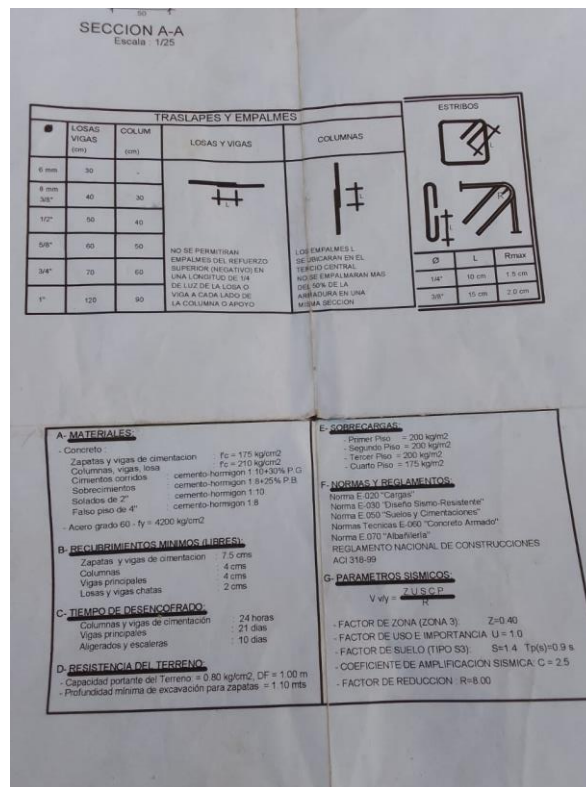 50
SECCION A-A
Escala : 1/25
TRASLAPES Y EMPALMES
Ø
LOSAS VIGAS (cm)
COLUM (cm)
LOSAS Y VIGAS
COLUMNAS
6 mm 30 -
8 mm 3/8" 40 30
1/2" 50 40
5/8" 60 50
3/4" 70 60
1" 120 90
L
NO SE PERMITIRAN
EMPALMES DEL REFUERZO
SUPERIOR (NEGATIVO) EN
UNA LONGITUD DE 1/4
DE LUZ DE LA LOSA O
VIGA A CADA LADO DE
LA COLUMNA O APOYO
L
LOS EMPALMES L
SE UBICARAN EN EL
TERCIO CENTRAL
NO SE EMPALMARAN MAS
DEL 50% DE LA
ARMADURA EN UNA
MISMA SECCION
ESTRIBOS
L
R
L
Ø L Rmax
1/4" 10 cm 1.5 cm
3/8" 15 cm 2.0 cm
A- MATERIALES:
- Concreto :
Zapatas y vigas de cimentacion : f'c = 175 kg/cm2
Columnas, vigas, losa : f'c = 210 kg/cm2
Cimientos corridos : cemento-hormigon 1:10+30% P.G
Sobrecimientos : cemento-hormigon 1:8+25% P.B.
Solados de 2" : cemento-hormigon 1:10
Falso piso de 4" : cemento-hormigon 1:8
- Acero grado 60 - fy = 4200 kg/cm2
B- RECUBRIMIENTOS MINIMOS (LIBRES):
Zapatas y vigas de cimentacion : 7.5 cms
Columnas : 4 cms
Vigas principales : 4 cms
Losas y vigas chatas : 2 cms
C- TIEMPO DE DESENCOFRADO:
Columnas y vigas de cimentación : 24 horas
Vigas principales : 21 dias
Aligerados y escaleras : 10 dias
D- RESISTENCIA DEL TERRENO:
- Capacidad portante del Terreno: = 0.80 kg/cm2, DF = 1.00 m
- Profundidad mínima de excavación para zapatas = 1.10 mts
E- SOBRECARGAS:
- Primer Piso = 200 kg/m2
- Segundo Piso = 200 kg/m2
- Tercer Piso = 200 kg/m2
- Cuarto Piso = 175 kg/m2
F- NORMAS Y REGLAMENTOS:
Norma E-020 "Cargas"
Norma E-030 "Diseño Sismo-Resistente"
Norma E.050 "Suelos y Cimentaciones"
Normas Tecnicas E-060 "Concreto Armado"
Norma E.070 "Albañilería"
REGLAMENTO NACIONAL DE CONSTRUCCIONES
ACI 318-99
G- PARAMETROS SISMICOS:
V x/y = Z U S C P
R
- FACTOR DE ZONA (ZONA 3): Z=0.40
- FACTOR DE USO E IMPORTANCIA U = 1.0
- FACTOR DE SUELO (TIPO S3): S=1.4 Tp(s)=0.9 s
- COEFICIENTE DE AMPLIFICACIÓN SISMICA: C = 2.5
- FACTOR DE REDUCCION : R=8.00